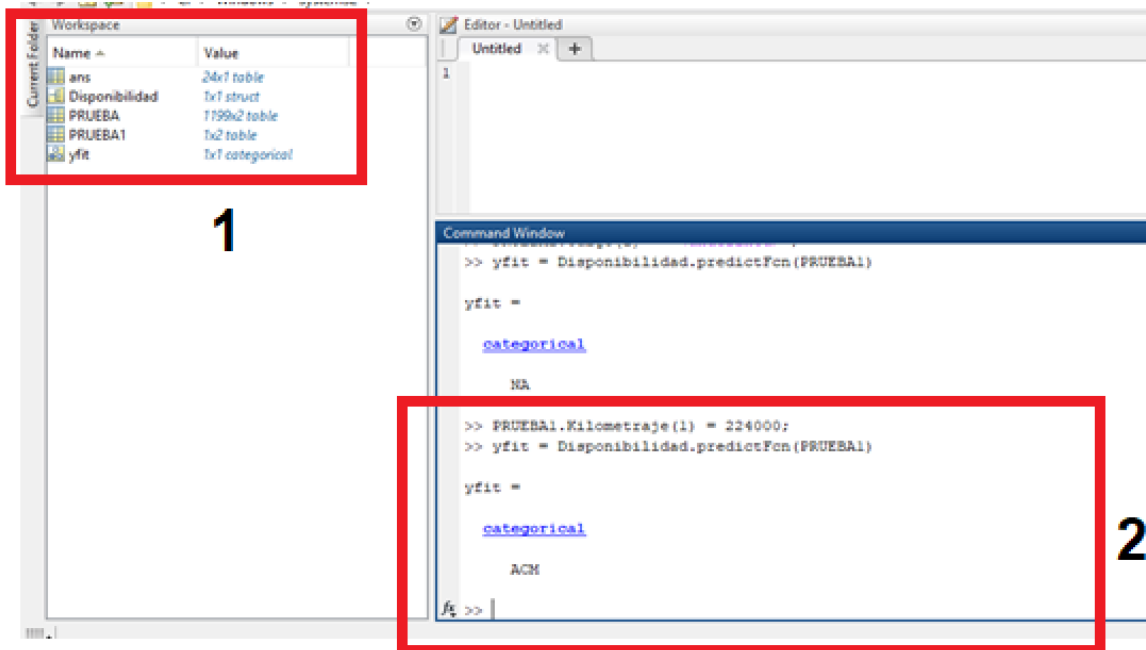 Workspace
Name Value
ans 24x1 table
Disponibilidad 1x1 struct
PRUEBA 1199x2 table
PRUEBA1 1x2 table
yfit 1x1 categorical
Current Folder
1
Editor - Untitled
Untitled
1
Command Window
>> yfit = Disponibilidad.predictFcn(PRUEBA1)
yfit =
categorical
NA
>> PRUEBA1.Kilometraje(1) = 224000;
>> yfit = Disponibilidad.predictFcn(PRUEBA1)
yfit =
categorical
ACM
fx >>
2